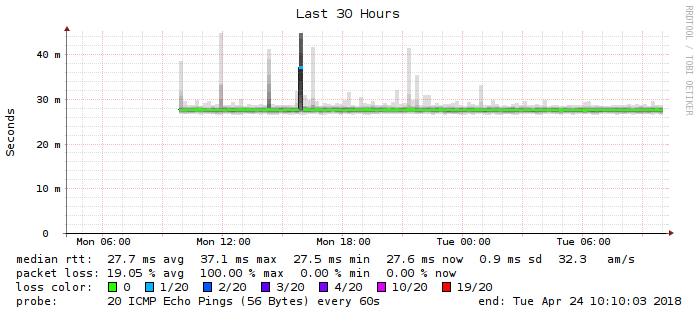 Last 30 Hours
RRDTOOL / TOBI OETIKER
Seconds
40 m
30 m
20 m
10 m
0
Mon 06:00 Mon 12:00 Mon 18:00 Tue 00:00 Tue 06:00
median rtt: 27.7 ms avg 37.1 ms max 27.5 ms min 27.6 ms now 0.9 ms sd 32.3 am/s
packet loss: 19.05 % avg 100.00 % max 0.00 % min 0.00 % now
loss color: 0 1/20 2/20 3/20 4/20 10/20 19/20
probe: 20 ICMP Echo Pings (56 Bytes) every 60s end: Tue Apr 24 10:10:03 2018